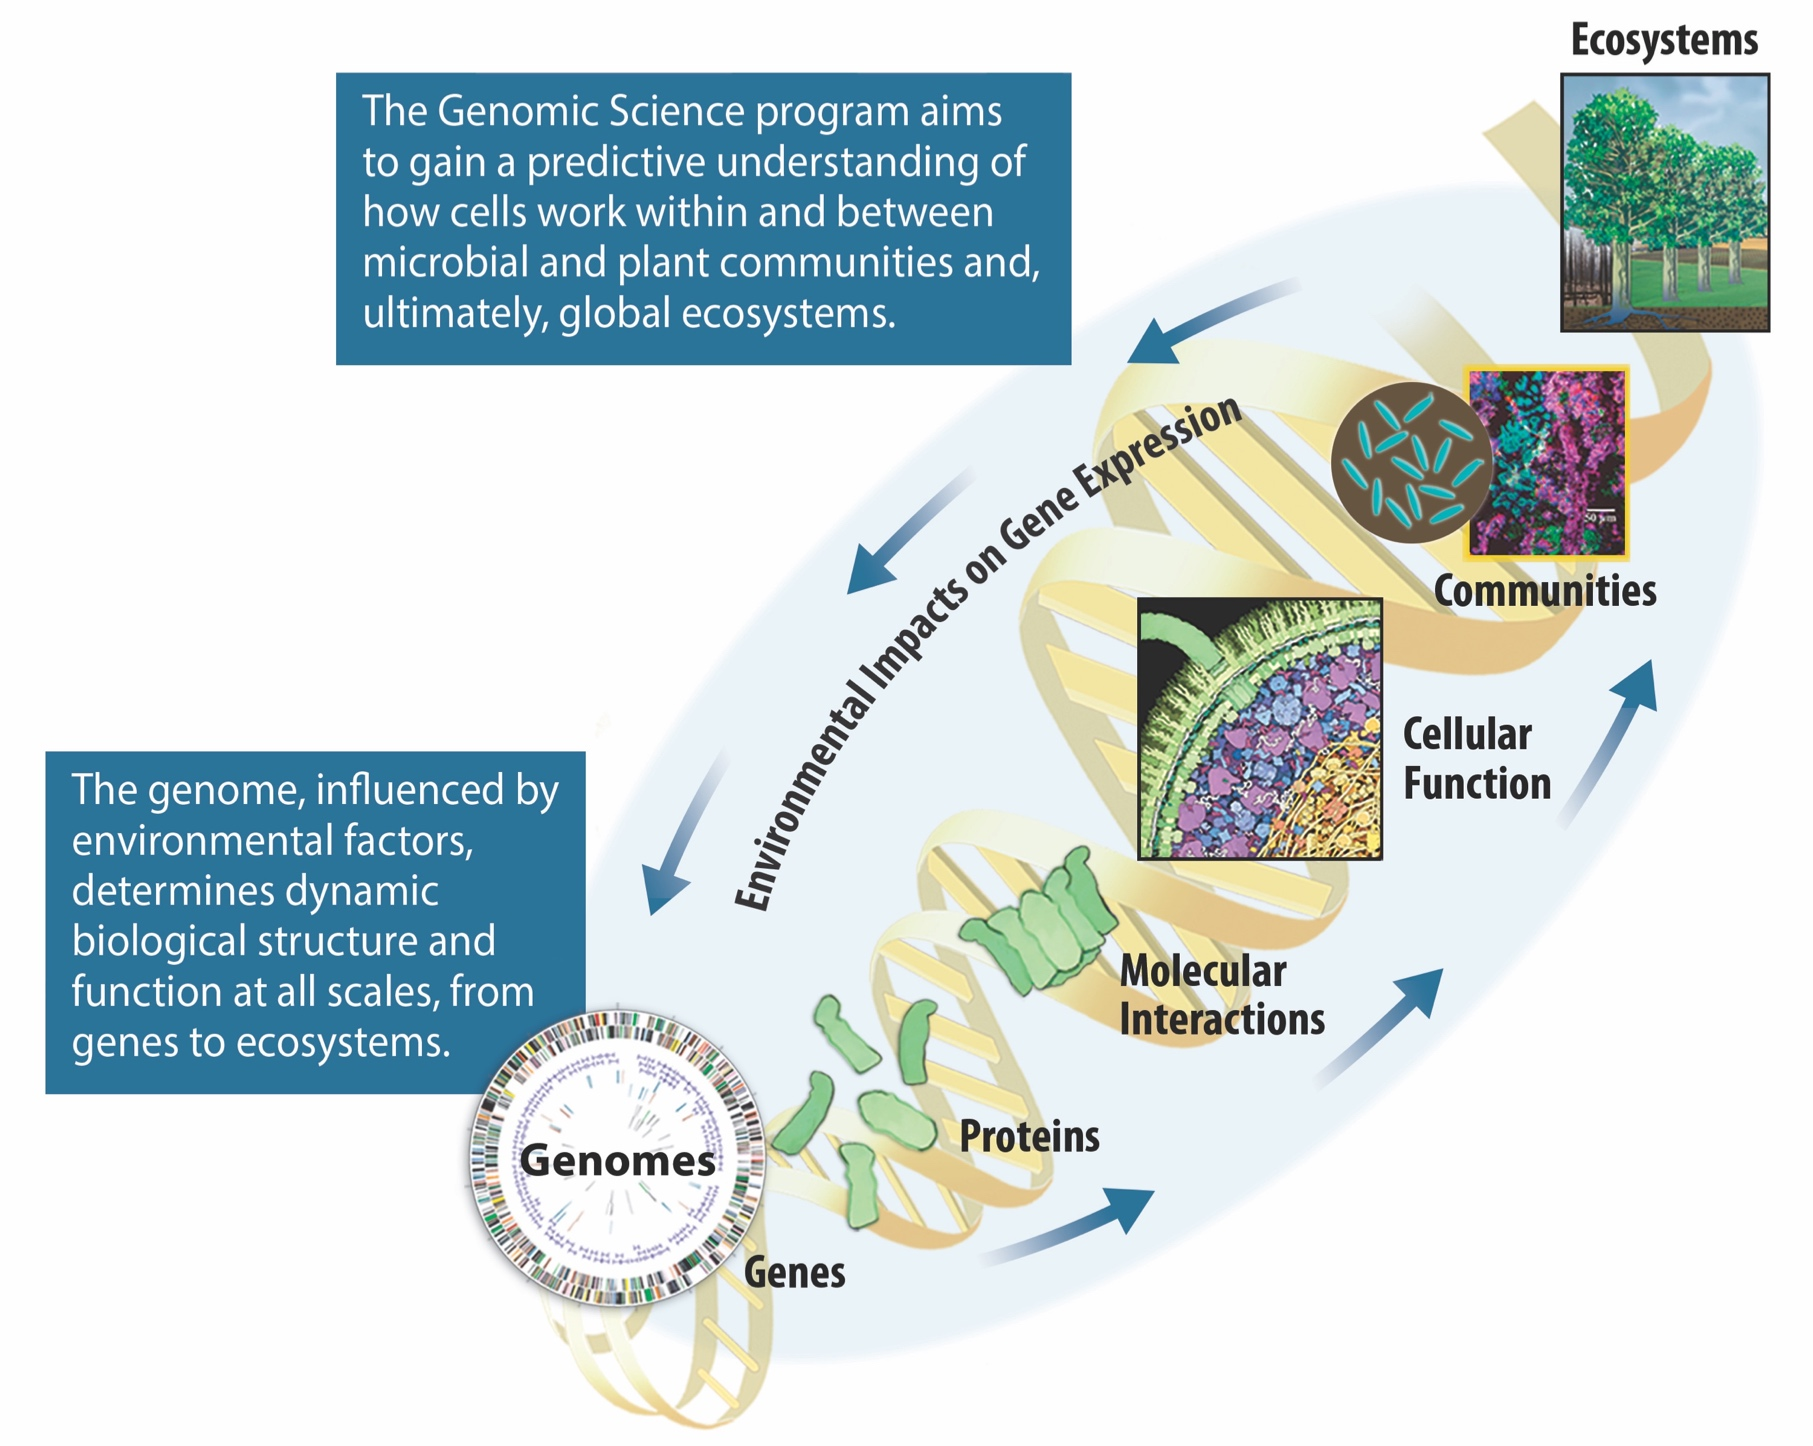 Ecosystems
The Genomic Science program aims
to gain a predictive understanding of
how cells work within and between
microbial and plant communities and,
ultimately, global ecosystems.
Environmental Impacts on Gene Expression
50 µm
Communities
Cellular
Function
The genome, influenced by
environmental factors,
determines dynamic
biological structure and
function at all scales, from
genes to ecosystems.
Molecular
Interactions
Proteins
Genomes
Genes